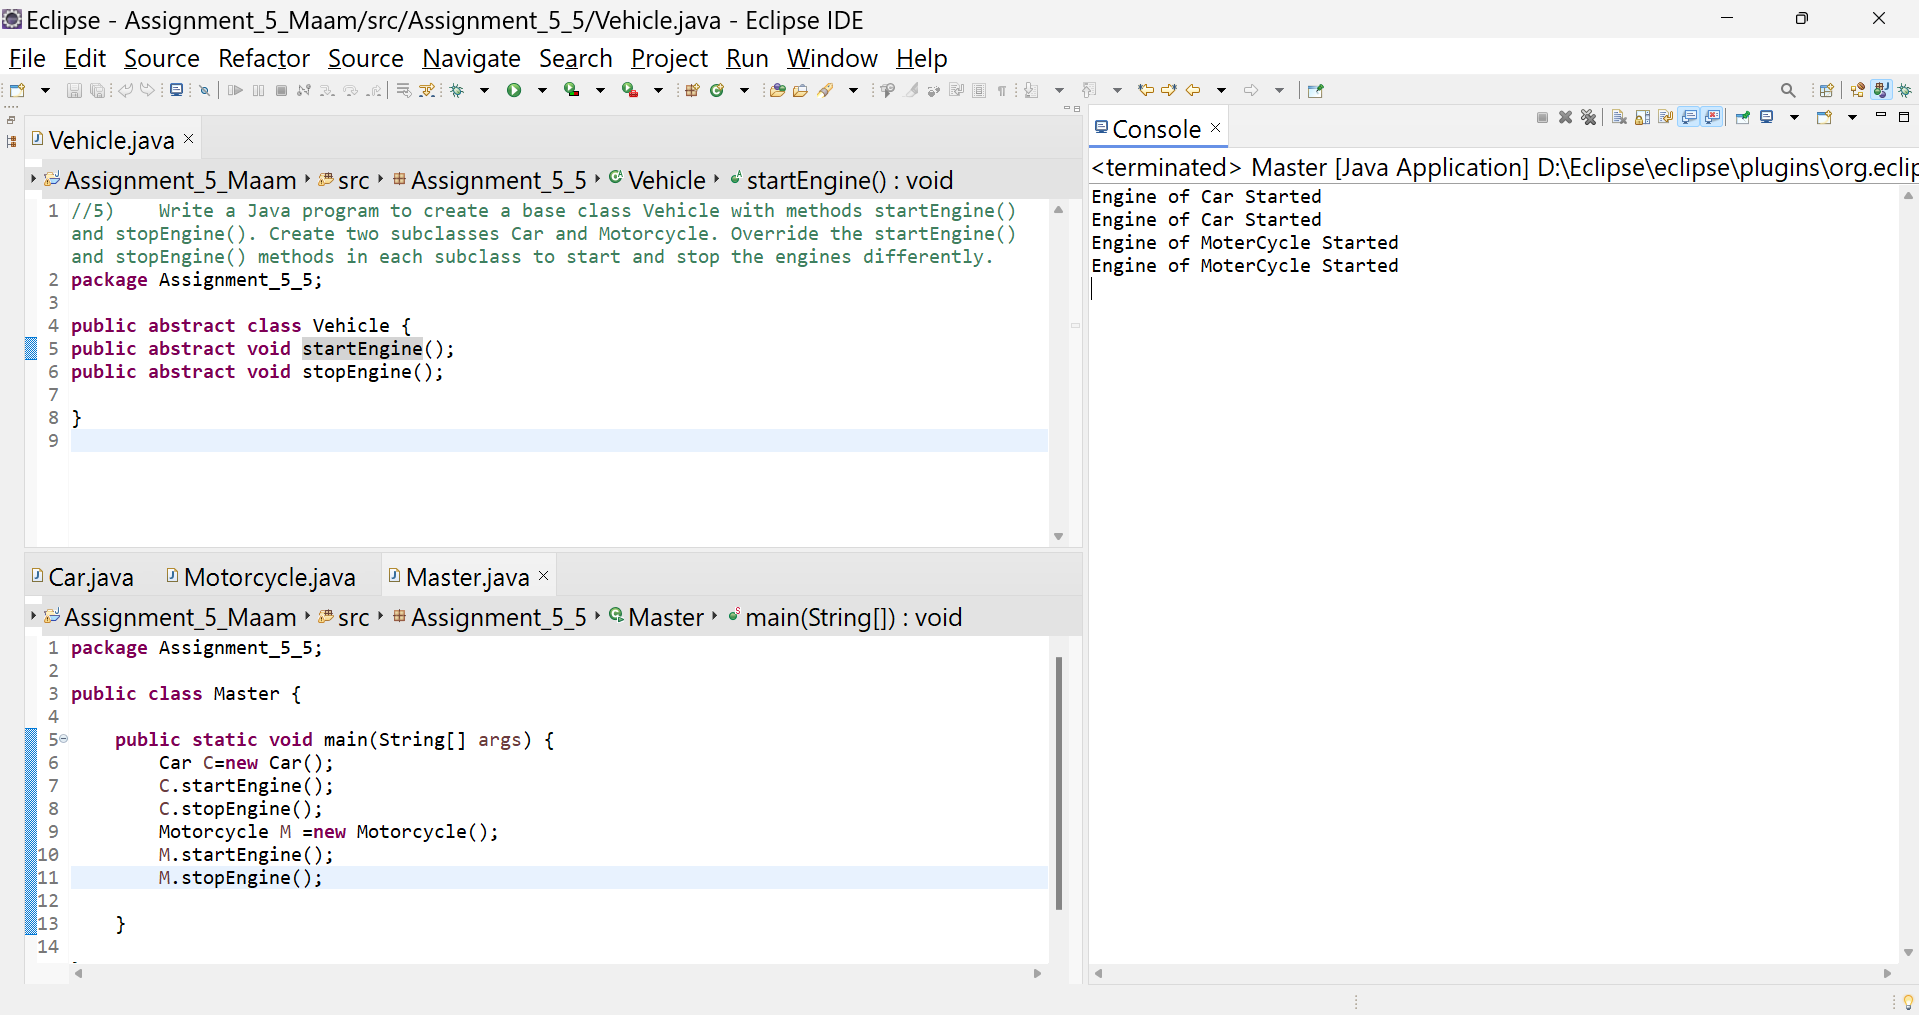 Eclipse - Assignment_5_Maam/src/Assignment_5_5/Vehicle.java - Eclipse IDE
File Edit Source Refactor Source Navigate Search Project Run Window Help
Vehicle.java
Assignment_5_Maam src Assignment_5_5 Vehicle startEngine() : void
1 //5) Write a Java program to create a base class Vehicle with methods startEngine()
and stopEngine(). Create two subclasses Car and Motorcycle. Override the startEngine()
and stopEngine() methods in each subclass to start and stop the engines differently.
2 package Assignment_5_5;
3
4 public abstract class Vehicle {
5 public abstract void startEngine();
6 public abstract void stopEngine();
7
8 }
9
Car.java Motorcycle.java Master.java
Assignment_5_Maam src Assignment_5_5 Master main(String[]) : void
1 package Assignment_5_5;
2
3 public class Master {
4
5 public static void main(String[] args) {
6 Car C=new Car();
7 C.startEngine();
8 C.stopEngine();
9 Motorcycle M =new Motorcycle();
10 M.startEngine();
11 M.stopEngine();
12
13 }
14
Console
<terminated> Master [Java Application] D:\Eclipse\eclipse\plugins\org.eclip
Engine of Car Started
Engine of Car Started
Engine of MoterCycle Started
Engine of MoterCycle Started